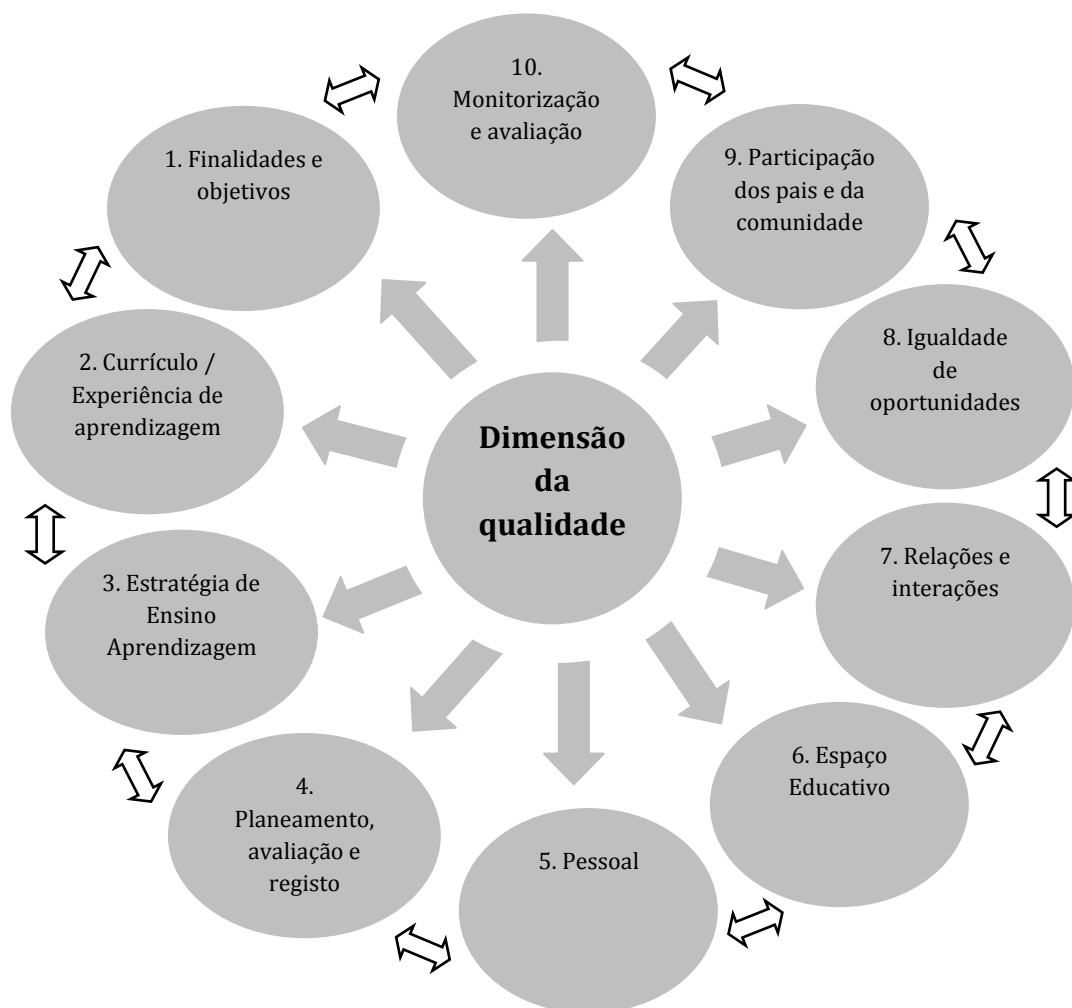 10.
Monitorização
e avaliação
1. Finalidades e
objetivos
9. Participação
dos pais e da
comunidade
2. Currículo /
Experiência de
aprendizagem
8. Igualdade
de
oportunidades
Dimensão
da
qualidade
3. Estratégia de
Ensino
Aprendizagem
7. Relações e
interações
4.
Planeamento,
avaliação e
registo
6. Espaço
Educativo
5. Pessoal